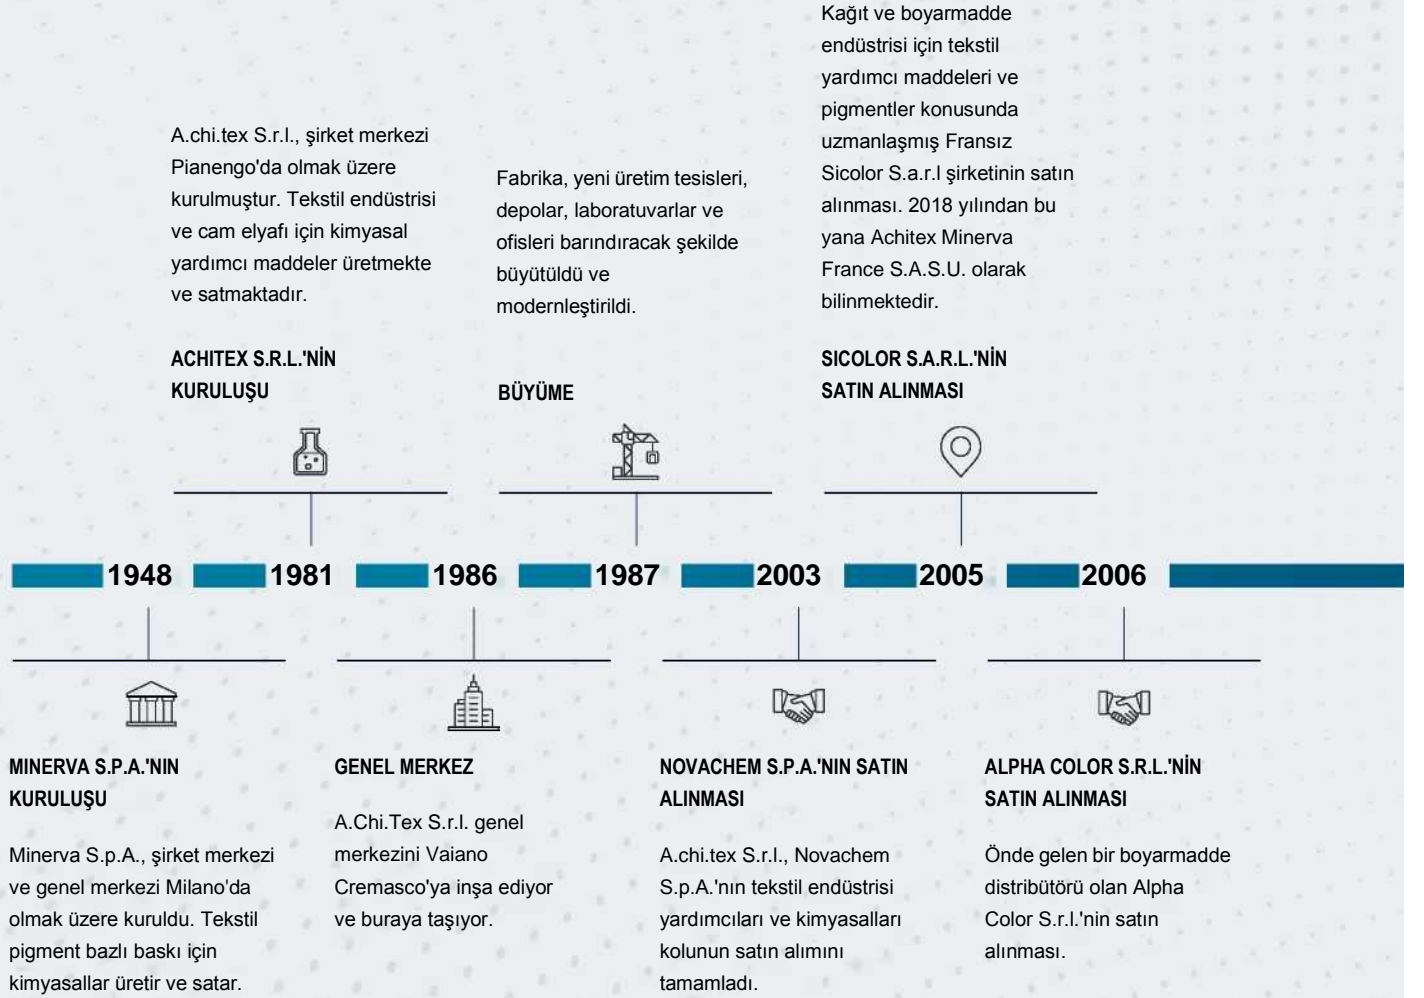 A.chi.tex S.r.l., şirket merkezi
Pianengo'da olmak üzere
kurulmuştur. Tekstil endüstrisi
ve cam elyafı için kimyasal
yardımcı maddeler üretmekte
ve satmaktadır.
ACHITEX S.R.L.'NİN
KURULUŞU
Fabrika, yeni üretim tesisleri,
depolar, laboratuvarlar ve
ofisleri barındıracak şekilde
büyütüldü ve
modernleştirildi.
BÜYÜME
Kağıt ve boyarmadde
endüstrisi için tekstil
yardımcı maddeleri ve
pigmentler konusunda
uzmanlaşmış Fransız
Sicolor S.a.r.l şirketinin satın
alınması. 2018 yılından bu
yana Achitex Minerva
France S.A.S.U. olarak
bilinmektedir.
SICOLOR S.A.R.L.'NİN
SATIN ALINMASI
1948 1981 1986 1987 2003 2005 2006
MINERVA S.P.A.'NIN
KURULUŞU
Minerva S.p.A., şirket merkezi
ve genel merkezi Milano'da
olmak üzere kuruldu. Tekstil
pigment bazlı baskı için
kimyasallar üretir ve satar.
GENEL MERKEZ
A.Chi.Tex S.r.l. genel
merkezini Vaiano
Cremasco'ya inşa ediyor
ve buraya taşıyor.
NOVACHEM S.P.A.'NIN SATIN
ALINMASI
A.chi.tex S.r.l., Novachem
S.p.A.'nın tekstil endüstrisi
yardımcıları ve kimyasalları
kolunun satın alımını
tamamladı.
ALPHA COLOR S.R.L.'NİN
SATIN ALINMASI
Önde gelen bir boyarmadde
distribütörü olan Alpha
Color S.r.l.'nin satın
alınması.